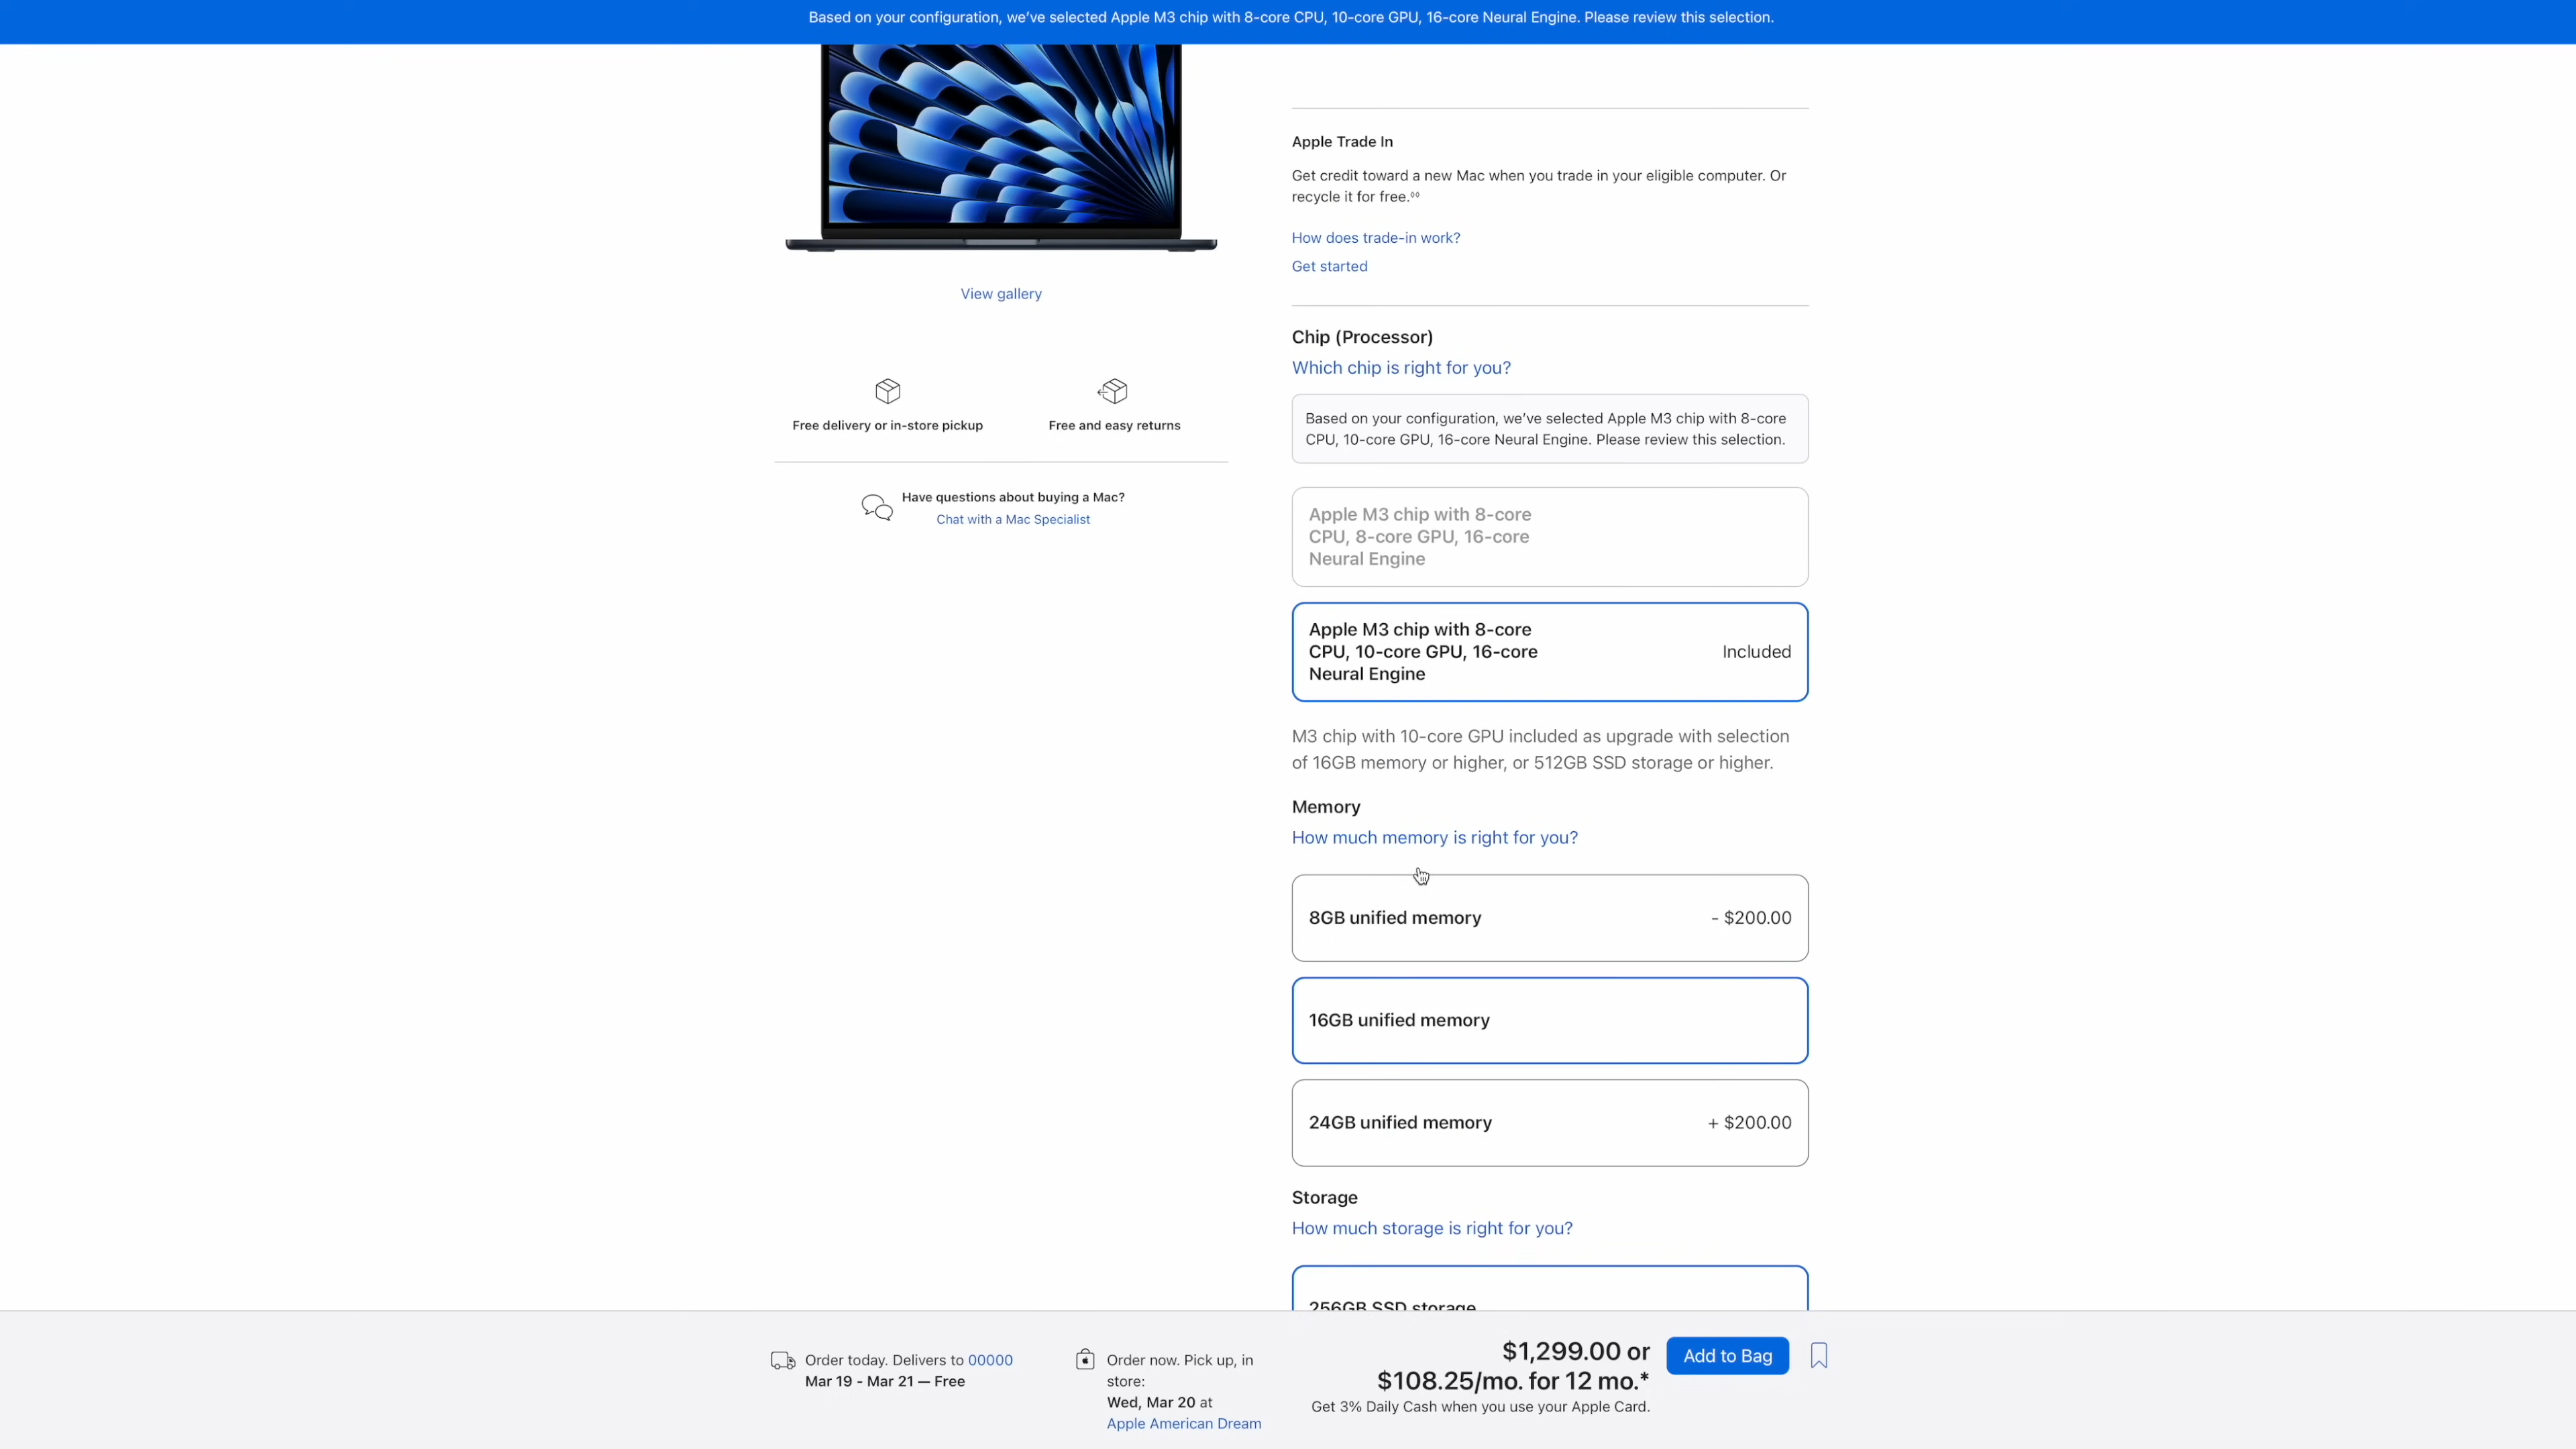 Based on your configuration, we've selected Apple M3 chip with 8-core CPU, 10-core GPU, 16-core Neural Engine. Please review this selection.
View gallery
Free delivery or in-store pickup
Free and easy returns
Have questions about buying a Mac?
Chat with a Mac Specialist
Apple Trade In
Get credit toward a new Mac when you trade in your eligible computer. Or
recycle it for free.◊◊
How does trade-in work?
Get started
Chip (Processor)
Which chip is right for you?
Based on your configuration, we've selected Apple M3 chip with 8-core
CPU, 10-core GPU, 16-core Neural Engine. Please review this selection.
Apple M3 chip with 8-core
CPU, 8-core GPU, 16-core
Neural Engine
Apple M3 chip with 8-core
CPU, 10-core GPU, 16-core
Neural Engine
Included
M3 chip with 10-core GPU included as upgrade with selection
of 16GB memory or higher, or 512GB SSD storage or higher.
Memory
How much memory is right for you?
8GB unified memory - $200.00
16GB unified memory
24GB unified memory + $200.00
Storage
How much storage is right for you?
256GB SSD storage
Order today. Delivers to 00000
Mar 19 - Mar 21 — Free
Order now. Pick up, in
store:
Wed, Mar 20 at
Apple American Dream
$1,299.00 or
$108.25/mo. for 12 mo.*
Get 3% Daily Cash when you use your Apple Card.
Add to Bag